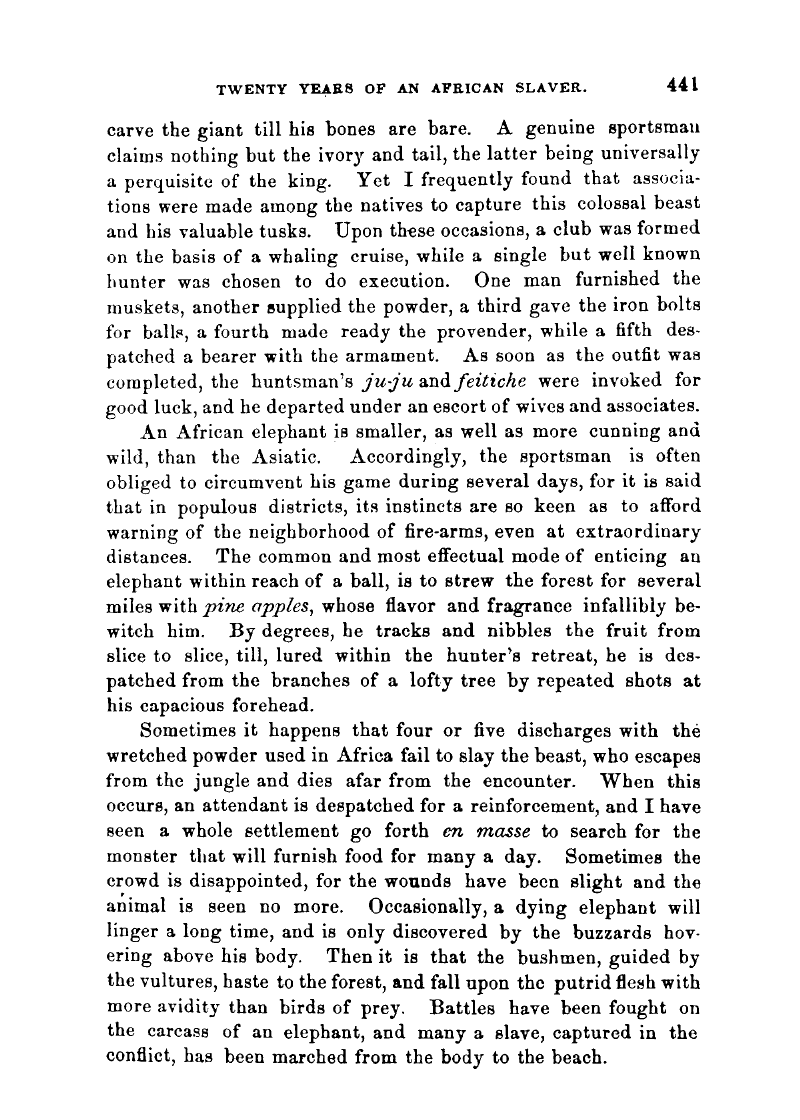 TWENTY YEARS OF AN AFRICAN SLAVER. 441
carve the giant till his bones are bare. A genuine sportsman
claims nothing but the ivory and tail, the latter being universally
a perquisite of the king. Yet I frequently found that associa-
tions were made among the natives to capture this colossal beast
and his valuable tusks. Upon these occasions, a club was formed
on the basis of a whaling cruise, while a single but well known
hunter was chosen to do execution. One man furnished the
muskets, another supplied the powder, a third gave the iron bolts
for balls, a fourth made ready the provender, while a fifth des-
patched a bearer with the armament. As soon as the outfit was
completed, the huntsman's ju-ju and feitiche were invoked for
good luck, and he departed under an escort of wives and associates.
An African elephant is smaller, as well as more cunning and
wild, than the Asiatic. Accordingly, the sportsman is often
obliged to circumvent his game during several days, for it is said
that in populous districts, its instincts are so keen as to afford
warning of the neighborhood of fire-arms, even at extraordinary
distances. The common and most effectual mode of enticing an
elephant within reach of a ball, is to strew the forest for several
miles with pine apples, whose flavor and fragrance infallibly be-
witch him. By degrees, he tracks and nibbles the fruit from
slice to slice, till, lured within the hunter's retreat, he is des-
patched from the branches of a lofty tree by repeated shots at
his capacious forehead.
Sometimes it happens that four or five discharges with the
wretched powder used in Africa fail to slay the beast, who escapes
from the jungle and dies afar from the encounter. When this
occurs, an attendant is despatched for a reinforcement, and I have
seen a whole settlement go forth en masse to search for the
monster that will furnish food for many a day. Sometimes the
crowd is disappointed, for the wounds have been slight and the
animal is seen no more. Occasionally, a dying elephant will
linger a long time, and is only discovered by the buzzards hov-
ering above his body. Then it is that the bushmen, guided by
the vultures, haste to the forest, and fall upon the putrid flesh with
more avidity than birds of prey. Battles have been fought on
the carcass of an elephant, and many a slave, captured in the
conflict, has been marched from the body to the beach.